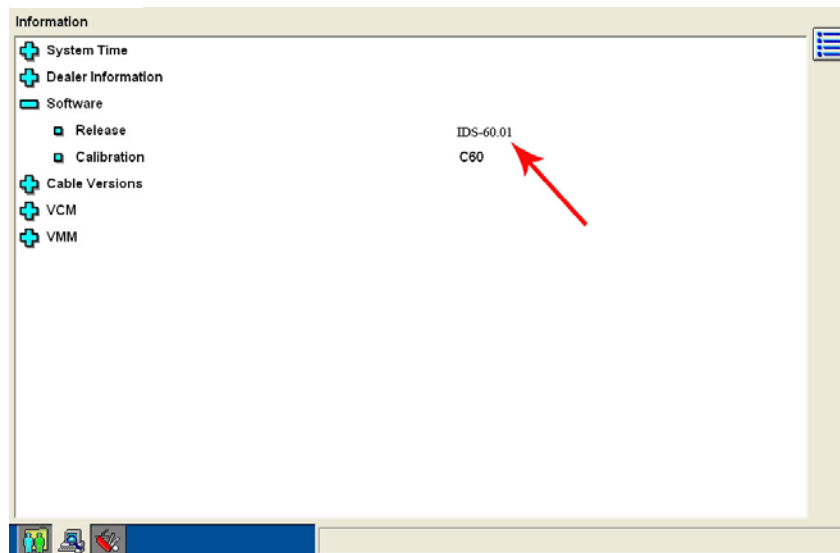 Information
System Time
Dealer Information
Software
Release IDS-60.01
Calibration C60
Cable Versions
VCM
VMM